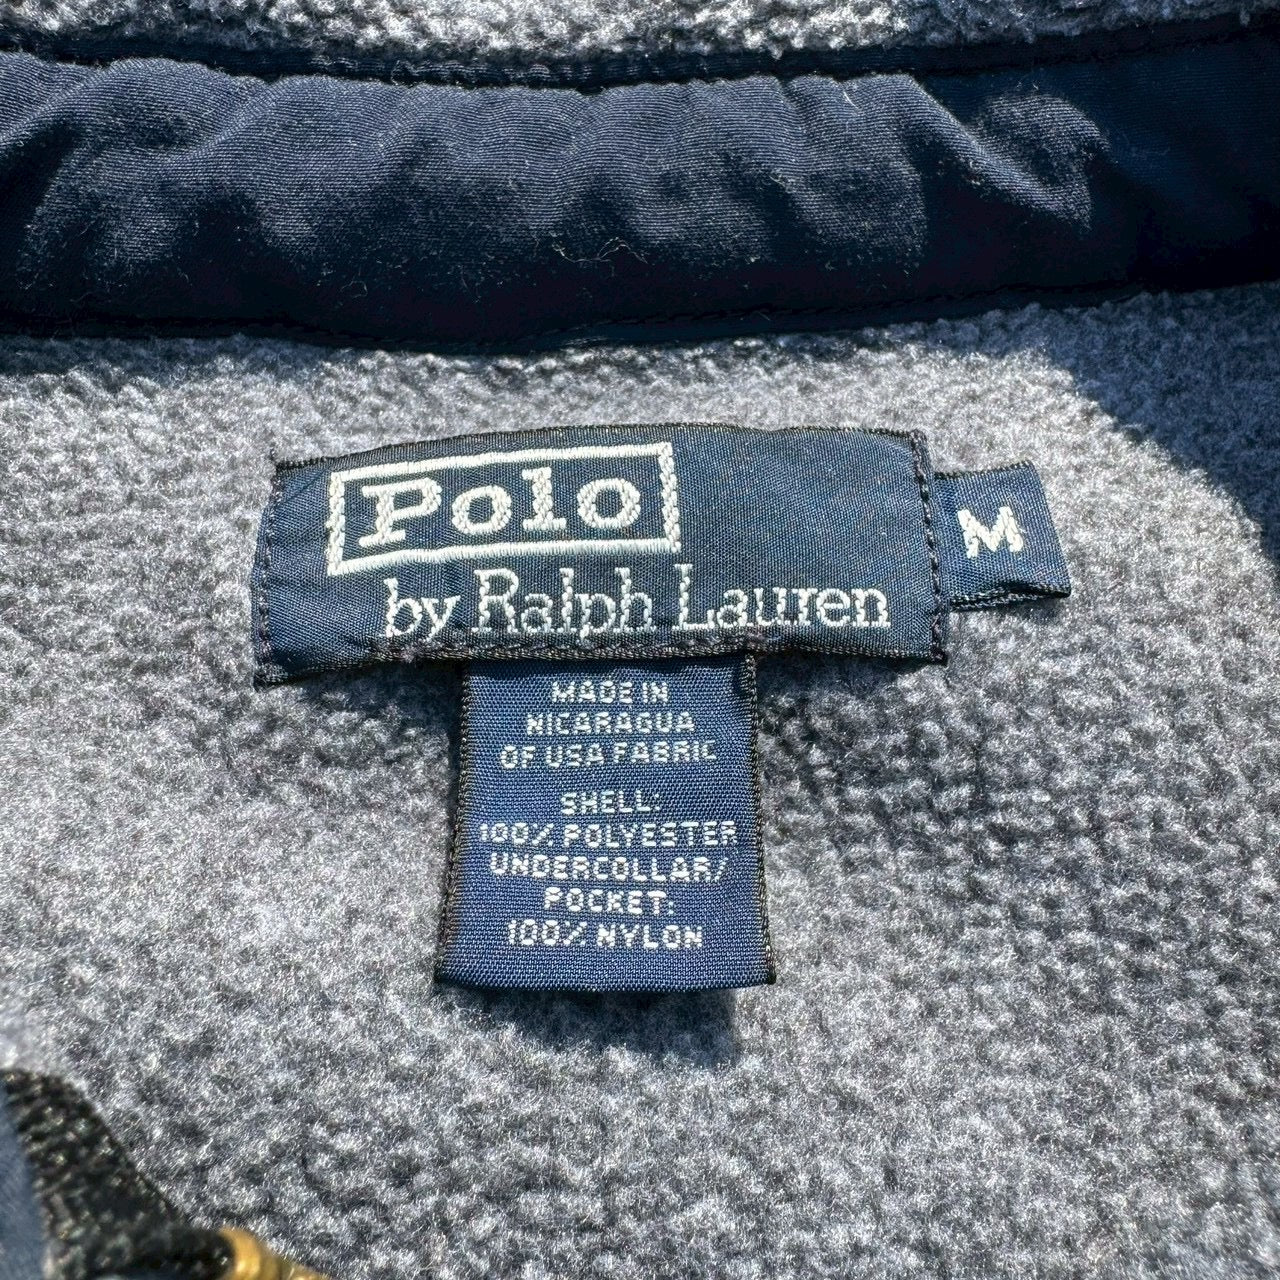 Polo
by Ralph Lauren
M
MADE IN
NICARAGUA
OF USA FABRIC
SHELL:
100% POLYESTER
UNDERCOLLAR/
POCKET:
100% NYLON